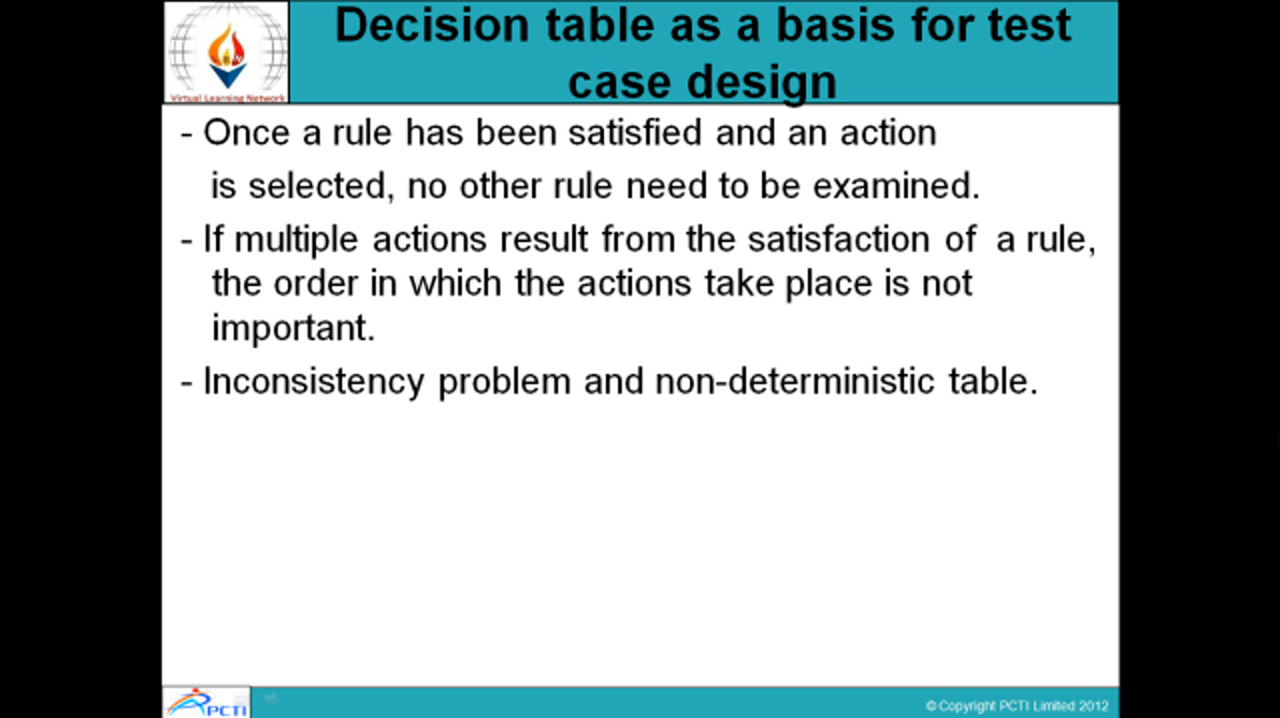 Decision table as a basis for test
case design
Virtual Learning Network
- Once a rule has been satisfied and an action
is selected, no other rule need to be examined.
- If multiple actions result from the satisfaction of a rule,
the order in which the actions take place is not
important.
- Inconsistency problem and non-deterministic table.
PCTI
© Copyright PCTI Limited 2012